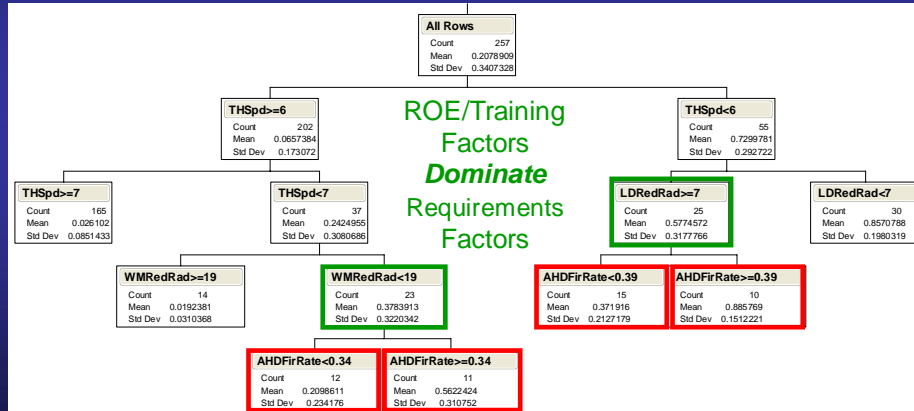 All Rows
Count 257
Mean 0.2078909
Std Dev 0.3407328
THSpd>=6
Count 202
Mean 0.0657384
Std Dev 0.173072
ROE/Training
Factors
Dominate
Requirements
Factors
THSpd<6
Count 55
Mean 0.7299781
Std Dev 0.292722
THSpd>=7
Count 165
Mean 0.026102
Std Dev 0.0851433
THSpd<7
Count 37
Mean 0.2424955
Std Dev 0.3080686
LDRedRad>=7
Count 25
Mean 0.5774572
Std Dev 0.3177766
LDRedRad<7
Count 30
Mean 0.8570788
Std Dev 0.1980319
WMRedRad>=19
Count 14
Mean 0.0192381
Std Dev 0.0310368
WMRedRad<19
Count 23
Mean 0.3783913
Std Dev 0.3220342
AHDFirRate<0.39
Count 15
Mean 0.371916
Std Dev 0.2127179
AHDFirRate>=0.39
Count 10
Mean 0.885769
Std Dev 0.1512221
AHDFirRate<0.34
Count 12
Mean 0.2098611
Std Dev 0.234176
AHDFirRate>=0.34
Count 11
Mean 0.5622424
Std Dev 0.310752